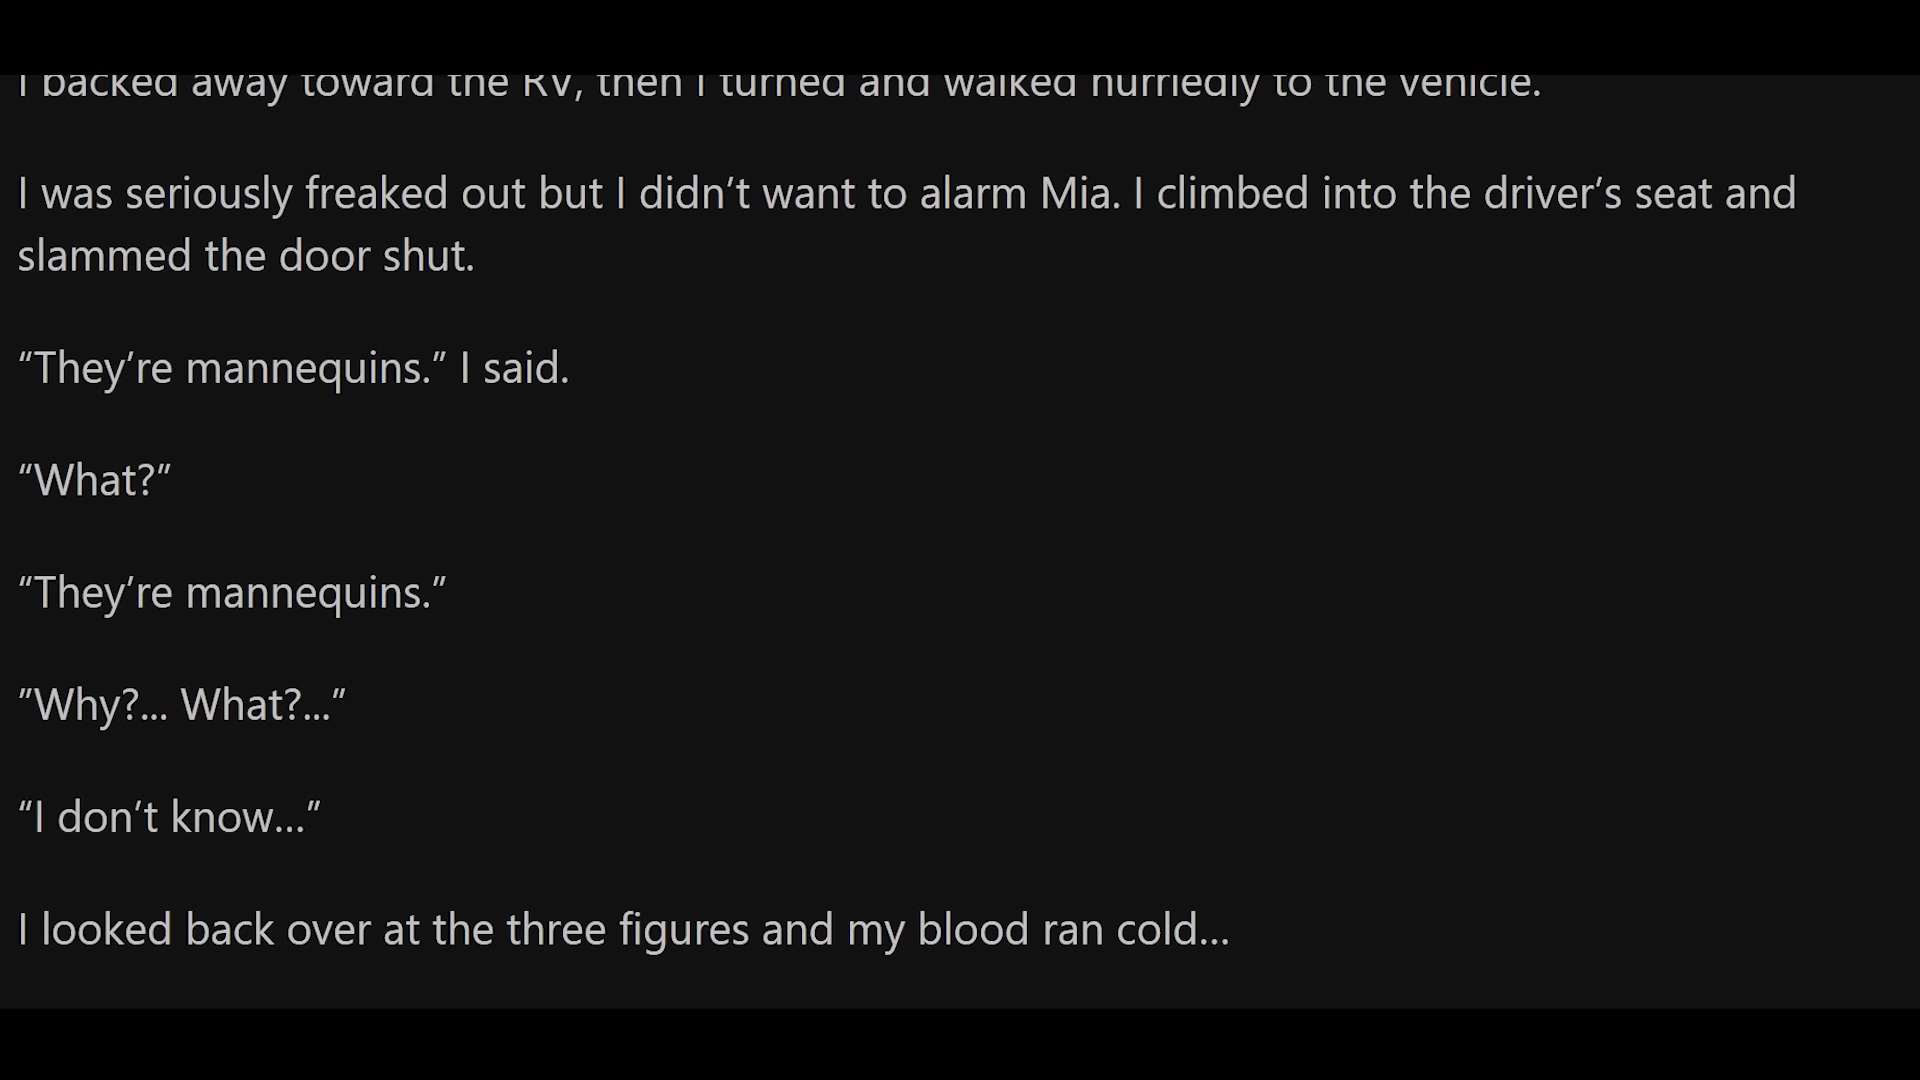 I backed away toward the RV, then I turned and walked hurriedly to the vehicle.
I was seriously freaked out but I didn’t want to alarm Mia. I climbed into the driver’s seat and
slammed the door shut.
“They’re mannequins.” I said.
“What?”
“They’re mannequins.”
”Why?... What?...”
“I don’t know…”
I looked back over at the three figures and my blood ran cold…